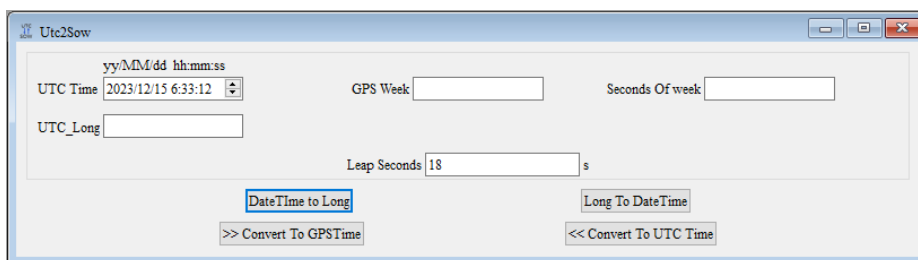 Utc2Sow
yy/MM/dd hh:mm:ss
UTC Time 2023/12/15 6:33:12 GPS Week Seconds Of week
UTC_Long
Leap Seconds 18 s
DateTIme to Long Long To DateTime
>> Convert To GPSTime << Convert To UTC Time